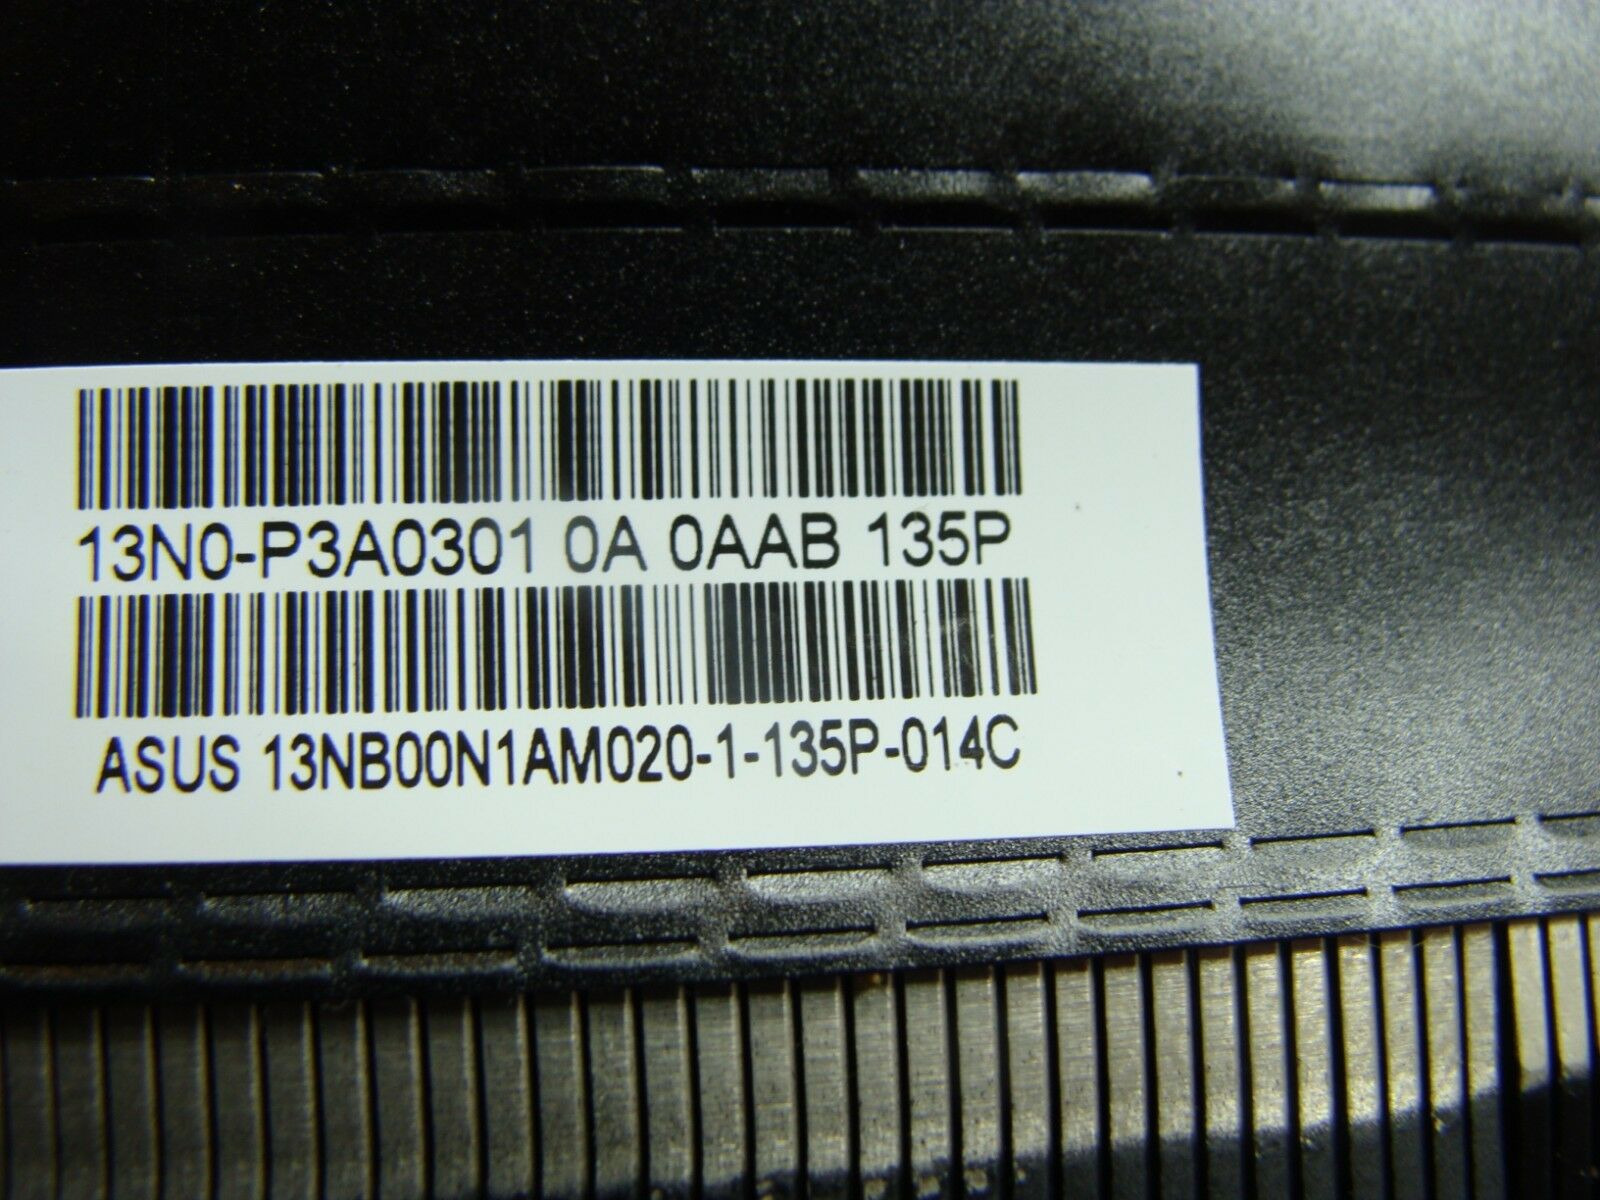 13N0-P3A0301 0A 0AAB 135P
ASUS 13NB00N1AM020-1-135P-014C